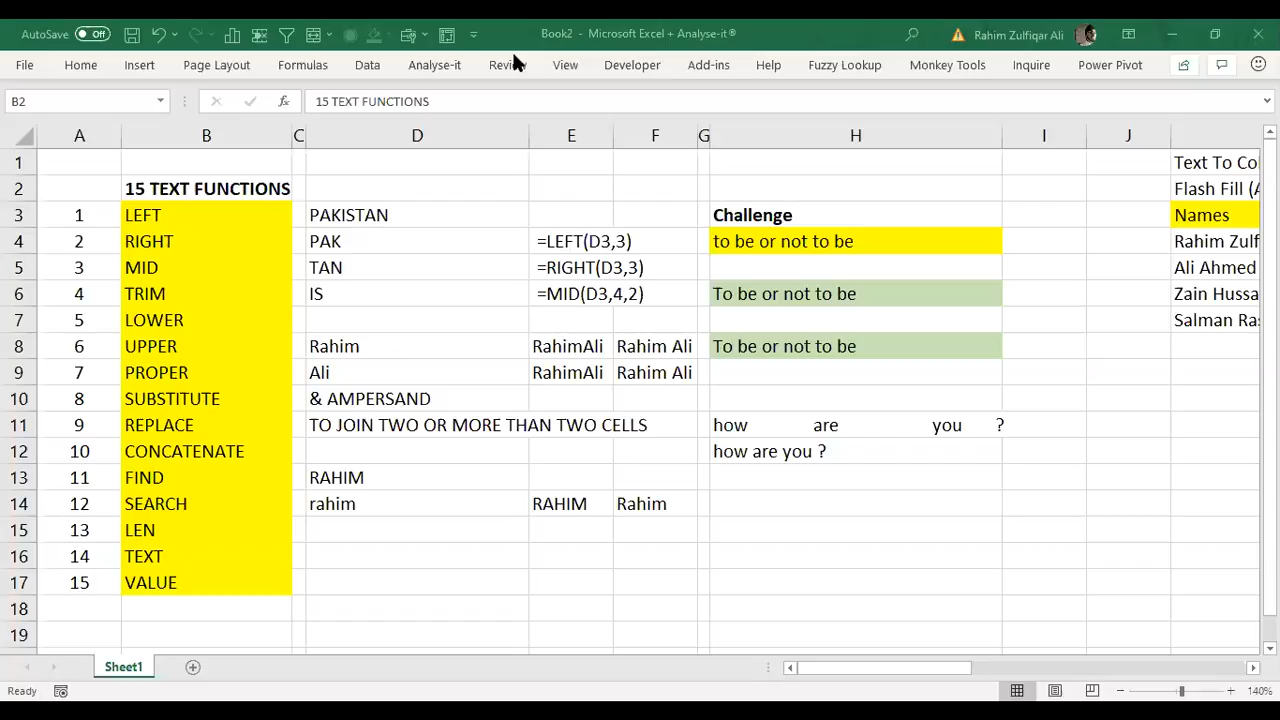 AutoSave Off Book2 - Microsoft Excel + Analyse-it® Rahim Zulfiqar Ali
File Home Insert Page Layout Formulas Data Analyse-it Review View Developer Add-ins Help Fuzzy Lookup Monkey Tools Inquire Power Pivot
B2 fx 15 TEXT FUNCTIONS
A B C D E F G H I J
1 Text To Co
2 15 TEXT FUNCTIONS Flash Fill (A
3 1 LEFT PAKISTAN Challenge Names
4 2 RIGHT PAK =LEFT(D3,3) to be or not to be Rahim Zulf
5 3 MID TAN =RIGHT(D3,3) Ali Ahmed
6 4 TRIM IS =MID(D3,4,2) To be or not to be Zain Hussa
7 5 LOWER Salman Ras
8 6 UPPER Rahim RahimAli Rahim Ali To be or not to be
9 7 PROPER Ali RahimAli Rahim Ali
10 8 SUBSTITUTE & AMPERSAND
11 9 REPLACE TO JOIN TWO OR MORE THAN TWO CELLS how are you ?
12 10 CONCATENATE how are you ?
13 11 FIND RAHIM
14 12 SEARCH rahim RAHIM Rahim
15 13 LEN
16 14 TEXT
17 15 VALUE
18
19
Sheet1
Ready 140%